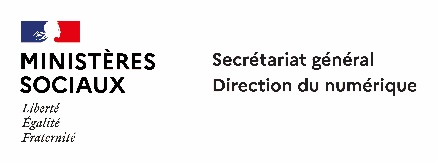 MINISTÈRES
SOCIAUX
Liberté
Égalité
Fraternité
Secrétariat général
Direction du numérique